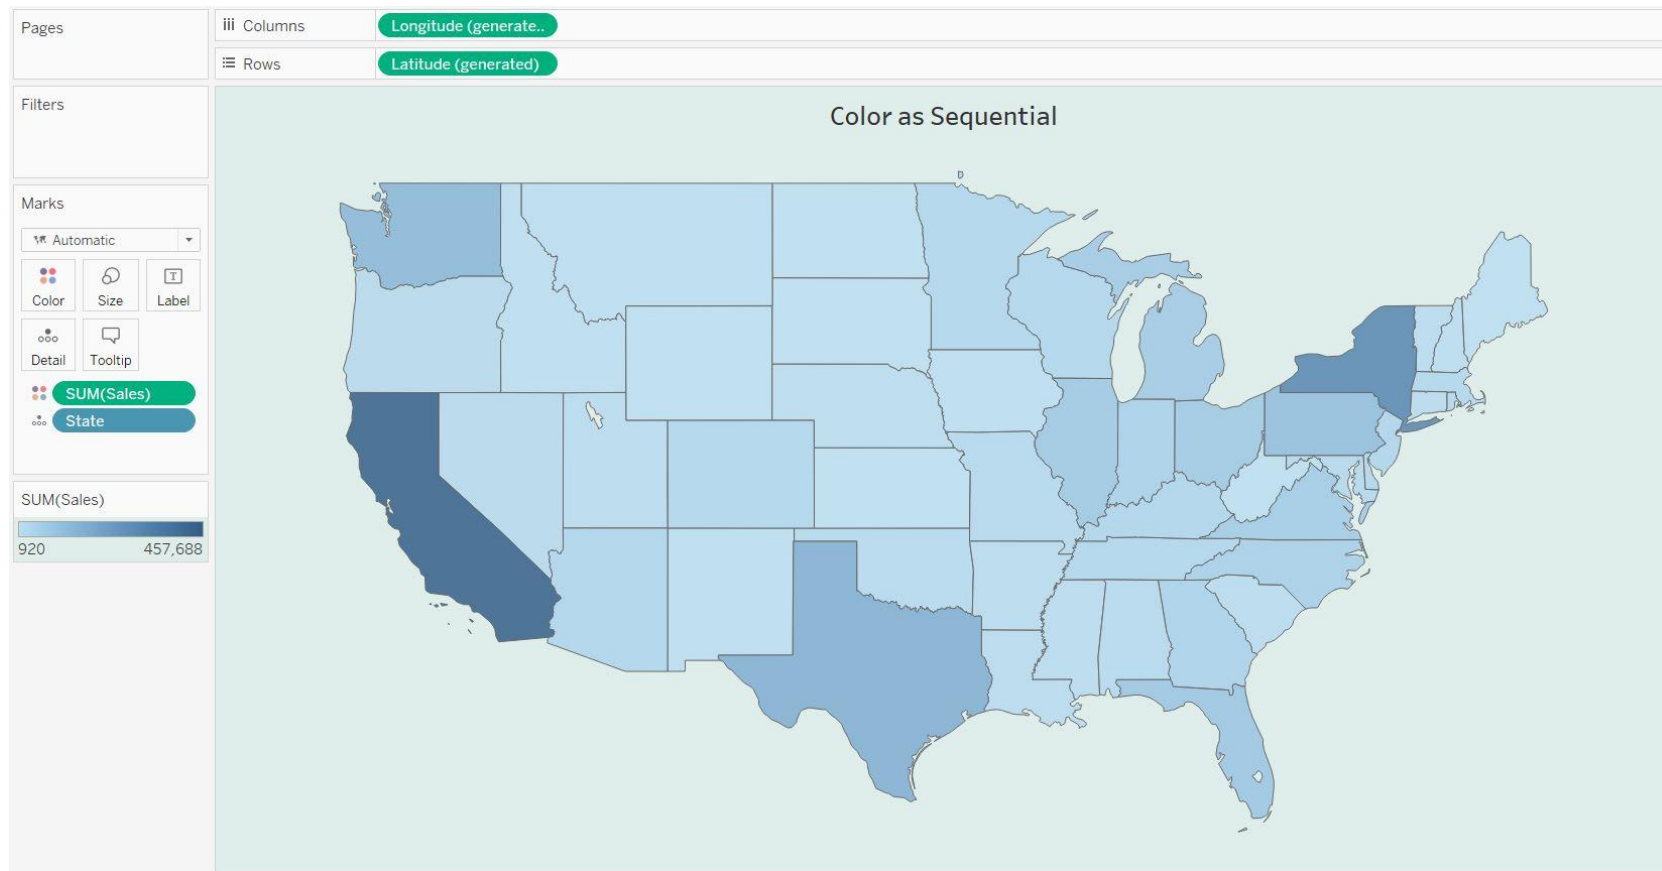 Pages
Columns
Longitude (generate..
Rows
Latitude (generated)
Filters
Color as Sequential
Marks
Automatic
Color
Size
T
Label
Detail
Tooltip
SUM(Sales)
State
SUM(Sales)
920
457,688